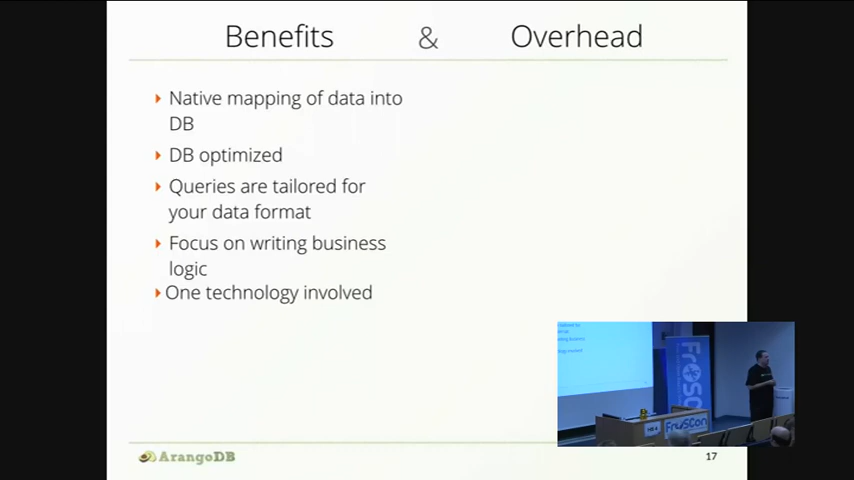 Benefits & Overhead
Native mapping of data into
DB
DB optimized
Queries are tailored for
your data format
Focus on writing business
logic
One technology involved
FrOSCon
ArangoDB
17